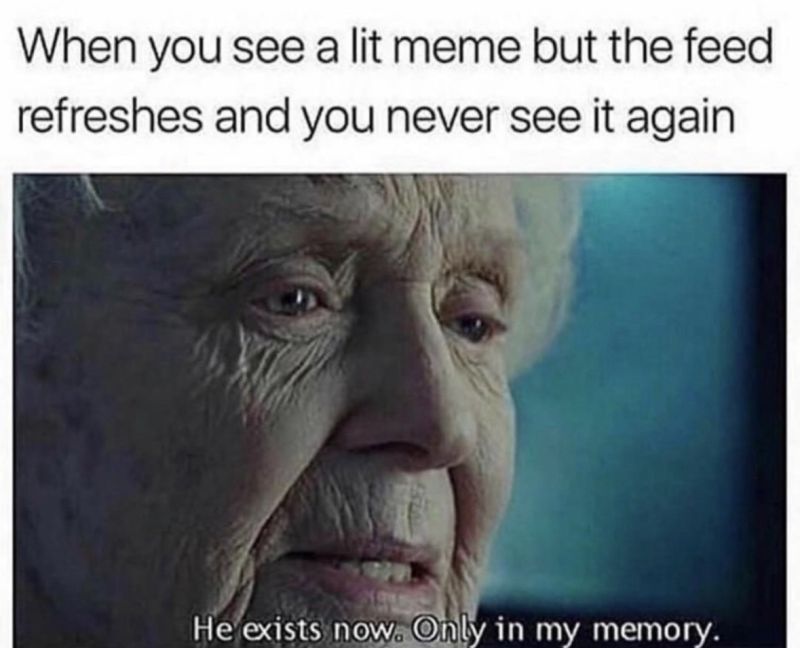 When you see a lit meme but the feed
refreshes and you never see it again
He exists now. Only in my memory.